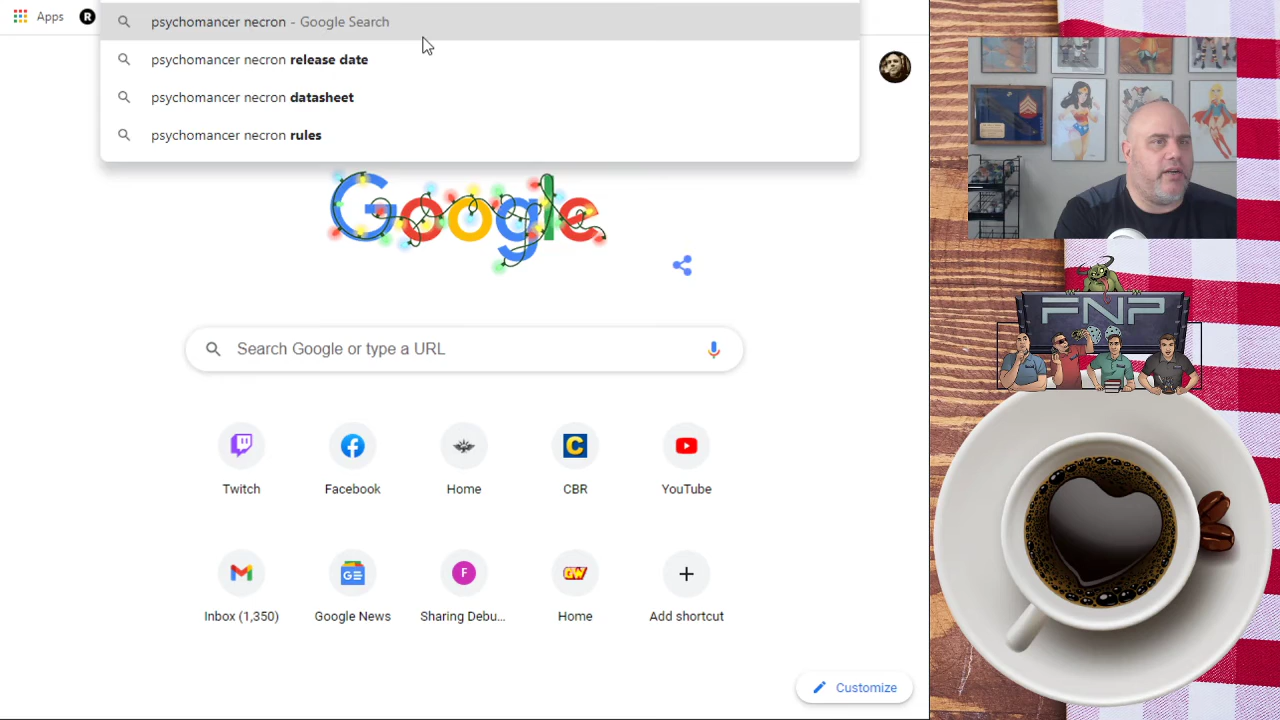 Apps
R
psychomancer necron - Google Search
psychomancer necron release date
psychomancer necron datasheet
psychomancer necron rules
Google
Search Google or type a URL
Twitch
Facebook
Home
C
CBR
YouTube
F
GW
Inbox (1,350)
Google News
Sharing Debu...
Home
Add shortcut
Customize
FNP